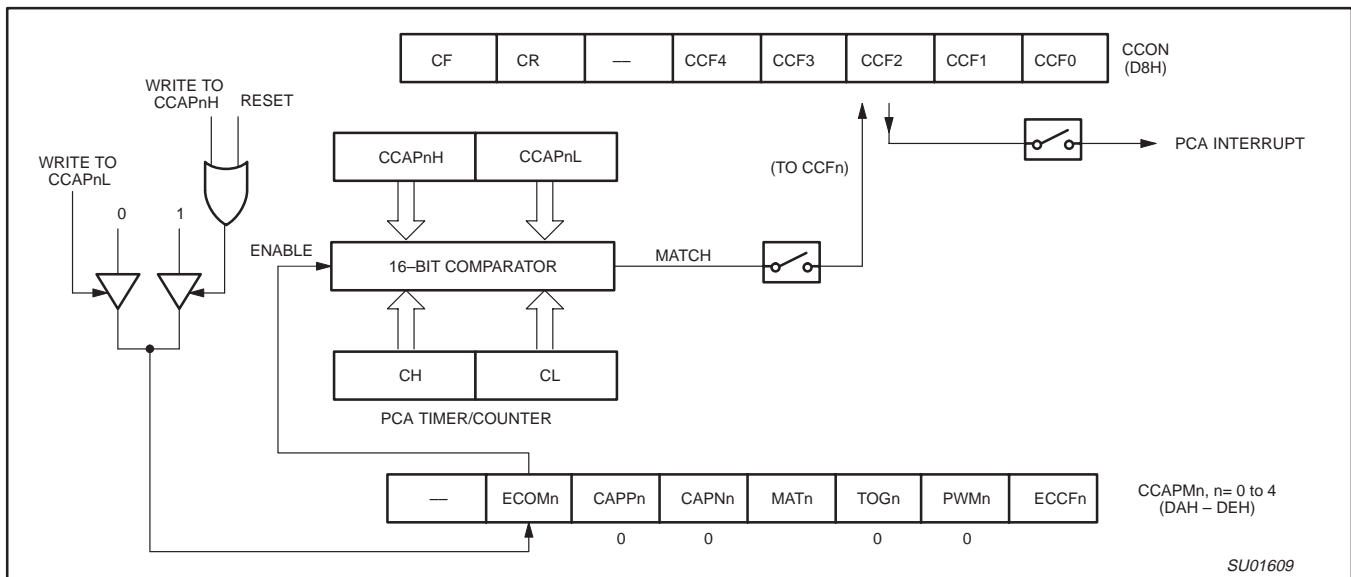 CF CR — CCF4 CCF3 CCF2 CCF1 CCF0
CCON
(D8H)
WRITE TO
CCAPnH
RESET
WRITE TO
CCAPnL
0
1
CCAPnH CCAPnL
(TO CCFn)
PCA INTERRUPT
ENABLE
16–BIT COMPARATOR
MATCH
CH CL
PCA TIMER/COUNTER
— ECOMn CAPPn CAPNn MATn TOGn PWMn ECCFn
CCAPMn, n= 0 to 4
(DAH – DEH)
0 0 0 0
SU01609